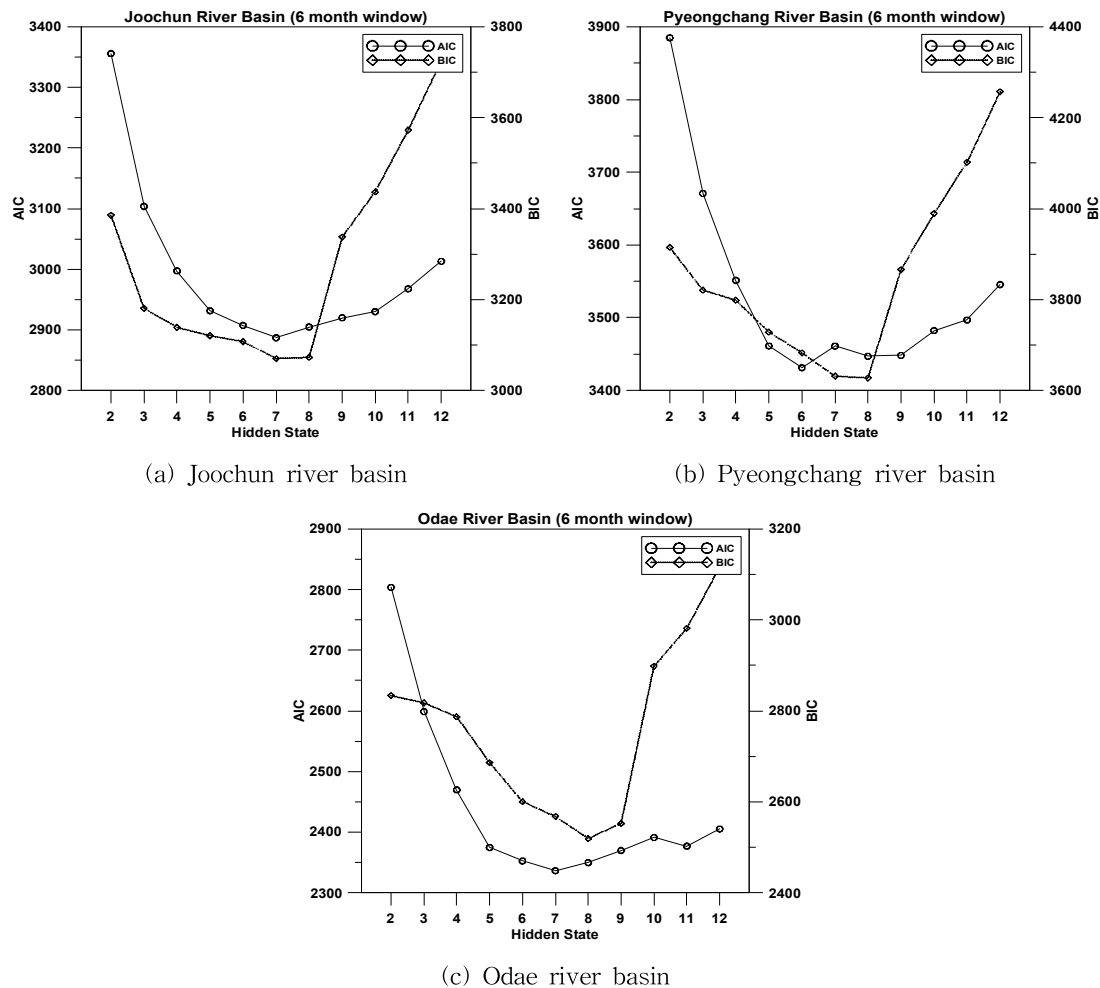 Joochun River Basin (6 month window)
3400
3300
3200
3100
3000
2900
2800
AIC
3800
3600
3400
3200
3000
BIC
AIC
BIC
2 3 4 5 6 7 8 9 10 11 12
Hidden State
(a) Joochun river basin
Pyeongchang River Basin (6 month window)
3900
3800
3700
3600
3500
3400
AIC
4400
4200
4000
3800
3600
BIC
AIC
BIC
2 3 4 5 6 7 8 9 10 11 12
Hidden State
(b) Pyeongchang river basin
Odae River Basin (6 month window)
2900
2800
2700
2600
2500
2400
2300
AIC
3200
3000
2800
2600
2400
BIC
AIC
BIC
2 3 4 5 6 7 8 9 10 11 12
Hidden State
(c) Odae river basin